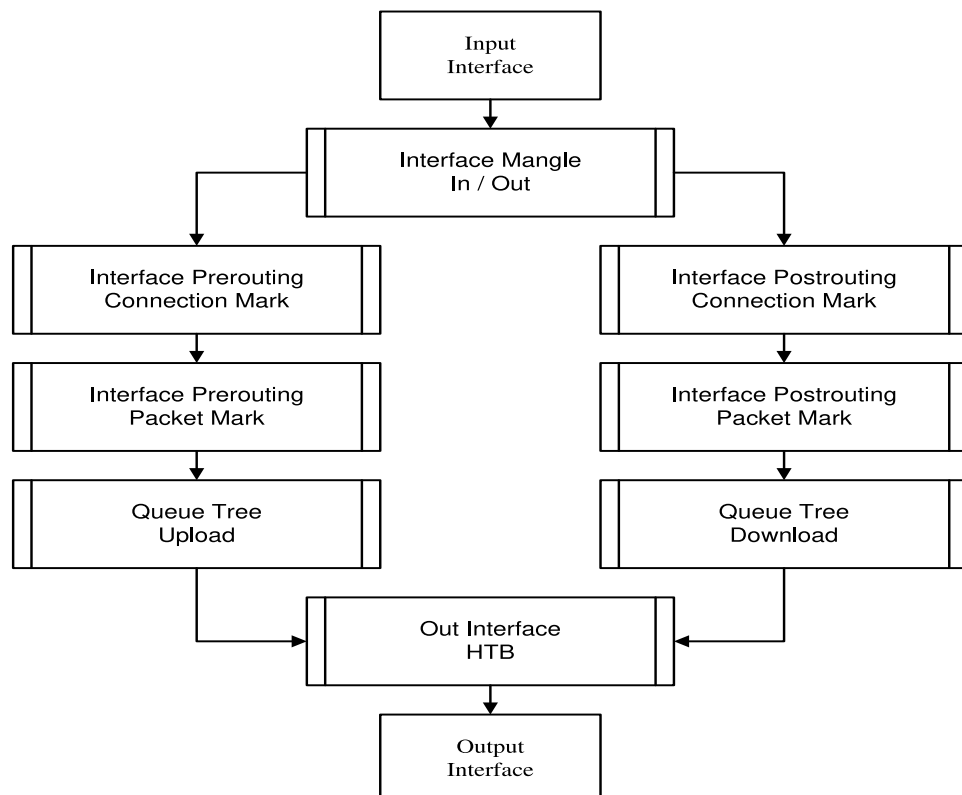 Input
Interface
Interface Mangle
In / Out
Interface Prerouting
Connection Mark
Interface Postrouting
Connection Mark
Interface Prerouting
Packet Mark
Interface Postrouting
Packet Mark
Queue Tree
Upload
Queue Tree
Download
Out Interface
HTB
Output
Interface